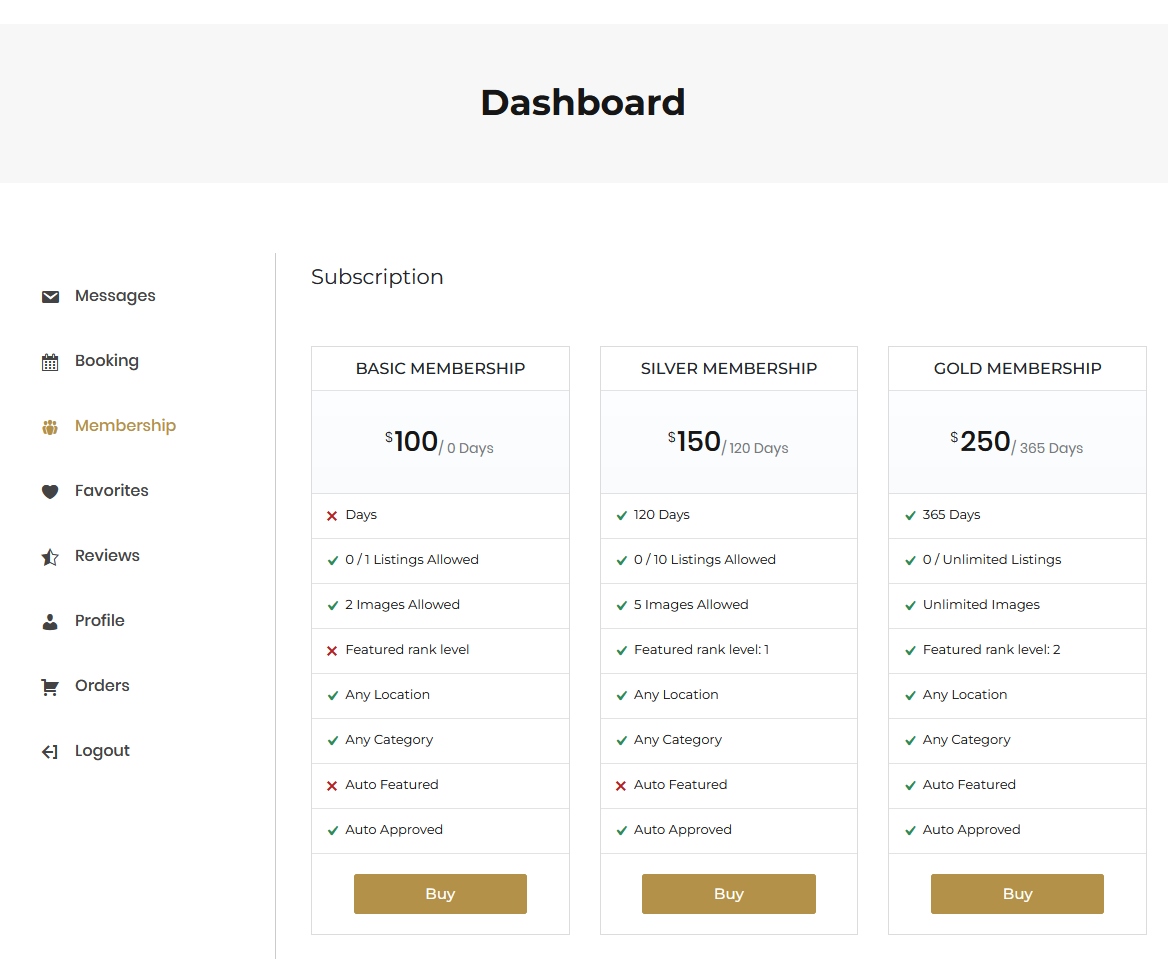 Dashboard
Messages
Booking
Membership
Favorites
Reviews
Profile
Orders
Logout
Subscription
BASIC MEMBERSHIP
$100/ 0 Days
Days
0 / 1 Listings Allowed
2 Images Allowed
Featured rank level
Any Location
Any Category
Auto Featured
Auto Approved
Buy
SILVER MEMBERSHIP
$150/ 120 Days
120 Days
0 / 10 Listings Allowed
5 Images Allowed
Featured rank level: 1
Any Location
Any Category
Auto Featured
Auto Approved
Buy
GOLD MEMBERSHIP
$250/ 365 Days
365 Days
0 / Unlimited Listings
Unlimited Images
Featured rank level: 2
Any Location
Any Category
Auto Featured
Auto Approved
Buy